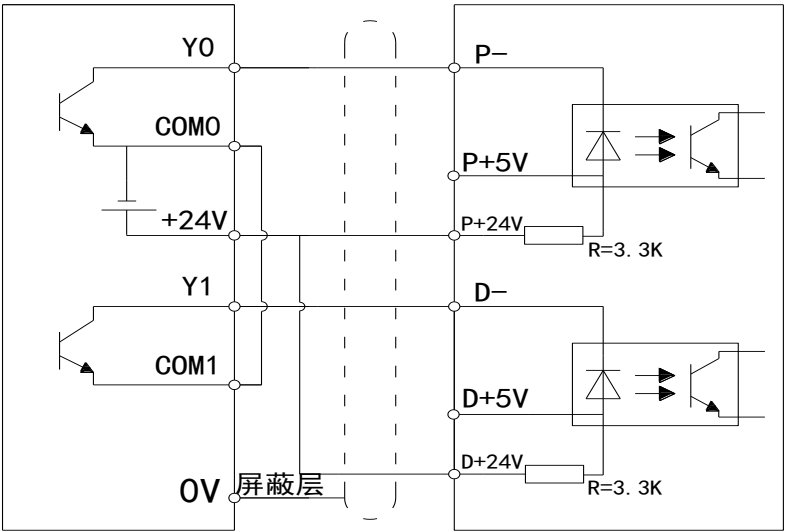 Y0
P−
COM0
P+5V
+24V
P+24V
R=3.3K
Y1
D−
COM1
D+5V
D+24V
0V
屏蔽层
R=3.3K